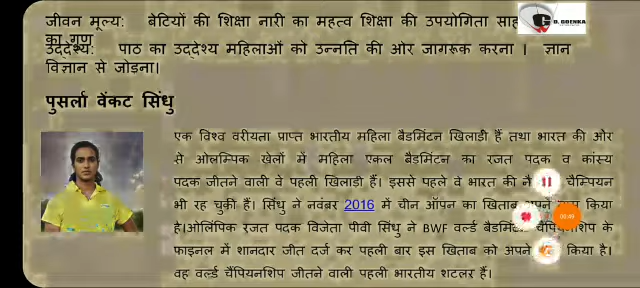 जीवन मूल्य: बेटियों की शिक्षा नारी का महत्व शिक्षा की उपयोगिता
G. D. GOENKA
का गुण
उद्देश्य: पाठ का उद्देश्य महिलाओं को उन्नति की ओर जागरूक करना । ज्ञान
विज्ञान से जोड़ना।
पुसर्ला वेंकट सिंधु
एक विश्व वरीयता प्राप्त भारतीय महिला बैडमिंटन खिलाड़ी हैं तथा भारत की ओर
से ओलम्पिक खेलों में महिला एकल बैडमिंटन का रजत पदक व कांस्य
पदक जीतने वाली वे पहली खिलाड़ी हैं। इससे पहले वे भारत की चैम्पियन
भी रह चुकी हैं। सिंधु ने नवंबर 2016 में चीन ऑपन का खिताब किया
है।ओलिंपिक रजत पदक विजेता पीवी सिंधु ने BWF वर्ल्ड के
फाइनल में शानदार जीत दर्ज कर पहली बार इस खिताब को अपने किया है।
वह वर्ल्ड चैंपियनशिप जीतने वाली पहली भारतीय शटलर हैं।